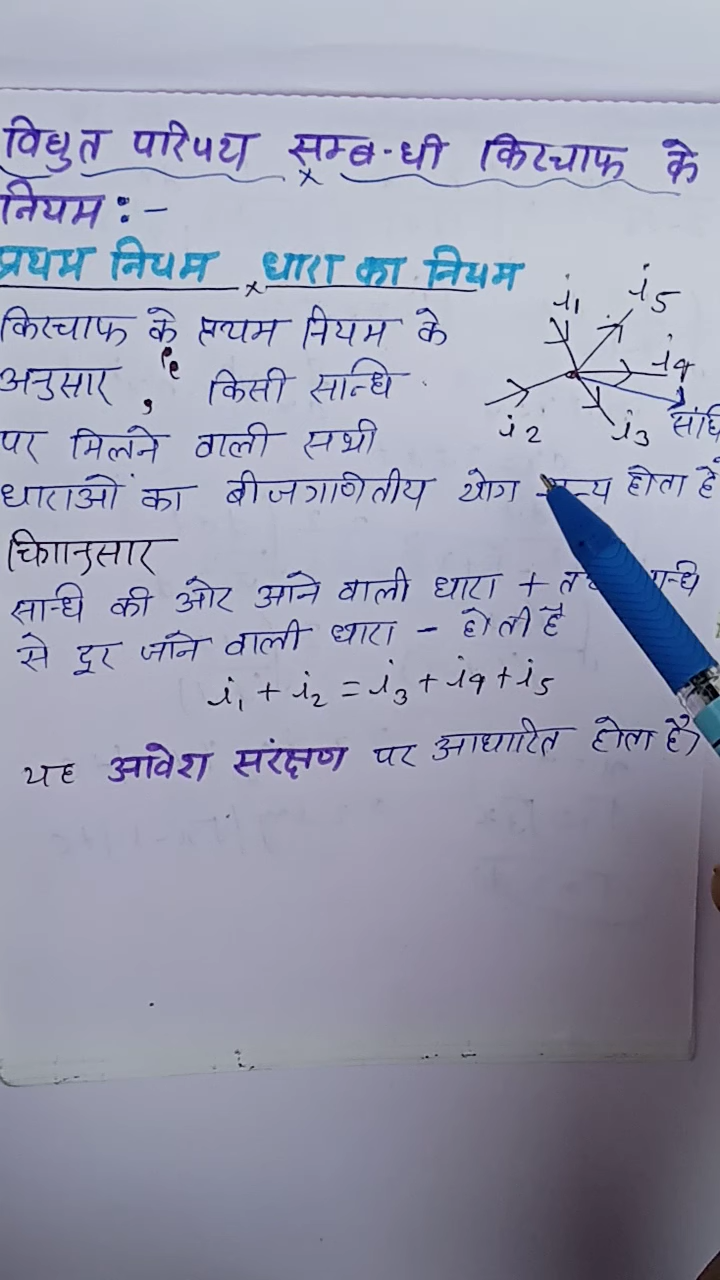 विद्युत परिपथ सम्बन्धी किरचाफ के
नियम :-
प्रथम नियम धारा का नियम
i₁ i₅
किरचाफ के प्रथम नियम के
i₄
अनुसार , किसी सन्धि
i₂ i₃ संधि
पर मिलने वाली सभी
धाराओं का बीजगणितीय योग होता है
सन्धि की ओर आने वाली धारा +
से दूर जाने वाली धारा - होती है
i₁ + i₂ = i₃ + i₄ + i₅
यह आवेश संरक्षण पर आधारित होता है)